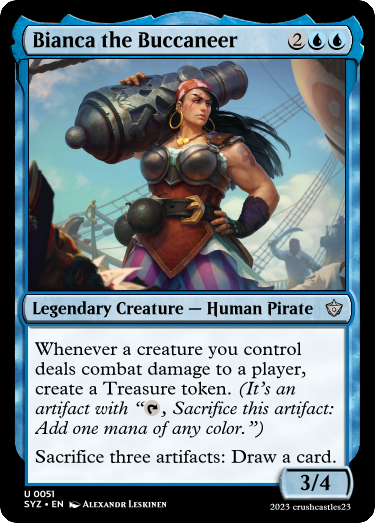 Bianca the Buccaneer 2
Legendary Creature — Human Pirate
Whenever a creature you control
deals combat damage to a player,
create a Treasure token. (It's an
artifact with “, Sacrifice this artifact:
Add one mana of any color.”)
Sacrifice three artifacts: Draw a card.
3/4
U 0051
SYZ • EN Alexandr Leskinen
2023 crushcastles23